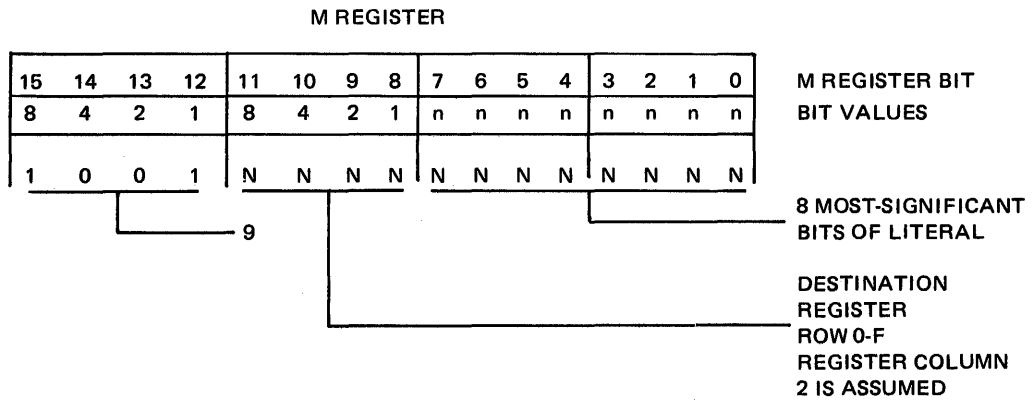 M REGISTER
15 14 13 12 11 10 9 8 7 6 5 4 3 2 1 0 M REGISTER BIT
8 4 2 1 8 4 2 1 n n n n n n n n BIT VALUES
1 0 0 1 N N N N N N N N N N N N
9
8 MOST-SIGNIFICANT
BITS OF LITERAL
DESTINATION
REGISTER
ROW 0-F
REGISTER COLUMN
2 IS ASSUMED